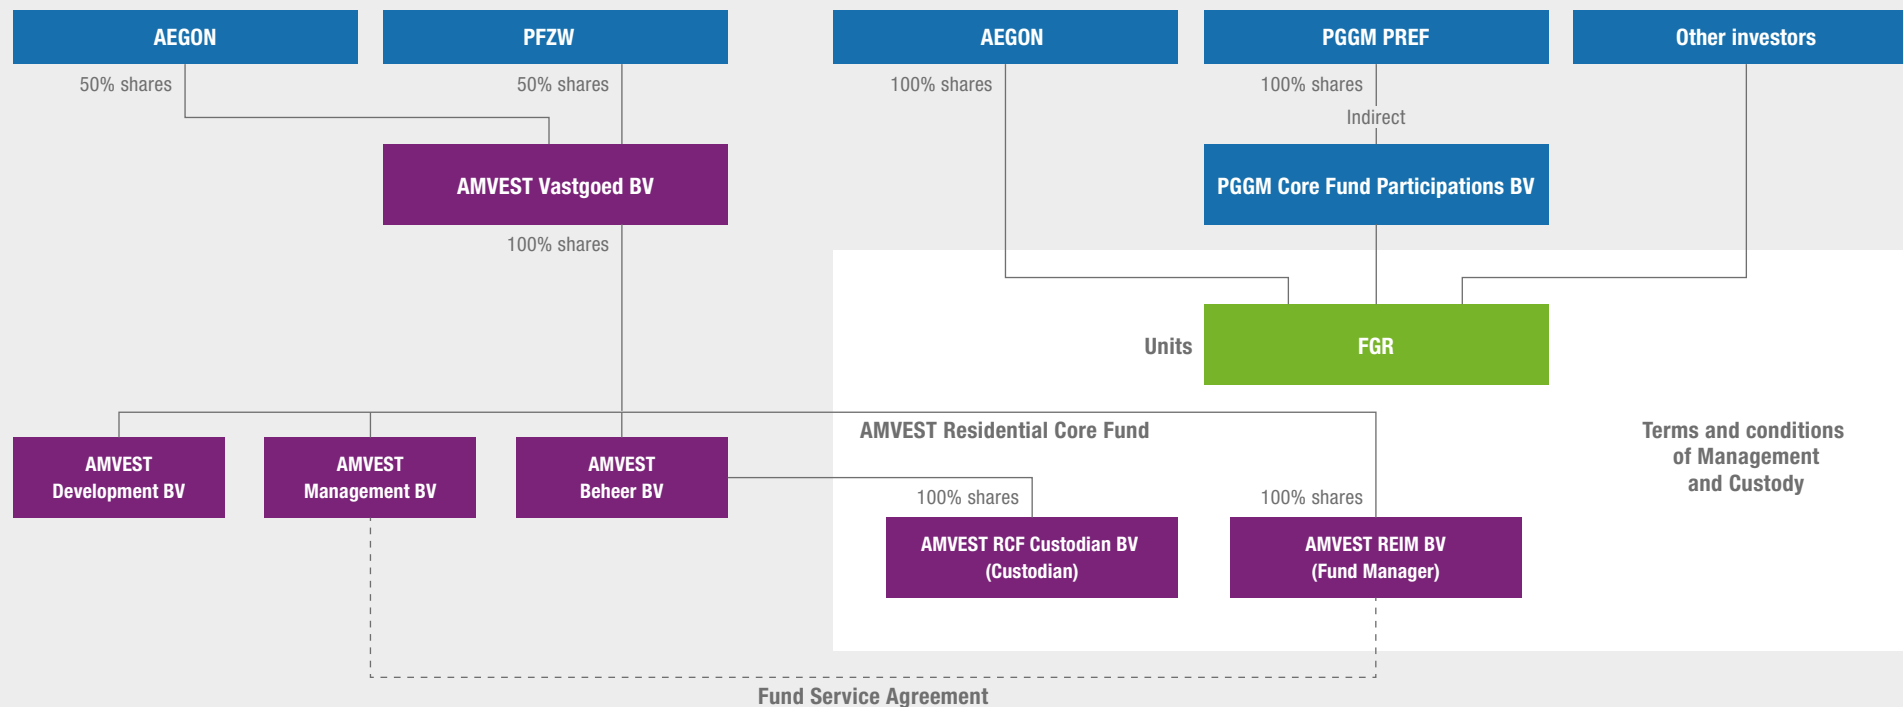 AEGON
PFZW
AEGON
PGGM PREF
Other investors
50% shares
50% shares
100% shares
100% shares
Indirect
AMVEST Vastgoed BV
PGGM Core Fund Participations BV
100% shares
Units
FGR
AMVEST Residential Core Fund
Terms and conditions
of Management
and Custody
AMVEST
Development BV
AMVEST
Management BV
AMVEST
Beheer BV
100% shares
100% shares
AMVEST RCF Custodian BV
(Custodian)
AMVEST REIM BV
(Fund Manager)
Fund Service Agreement